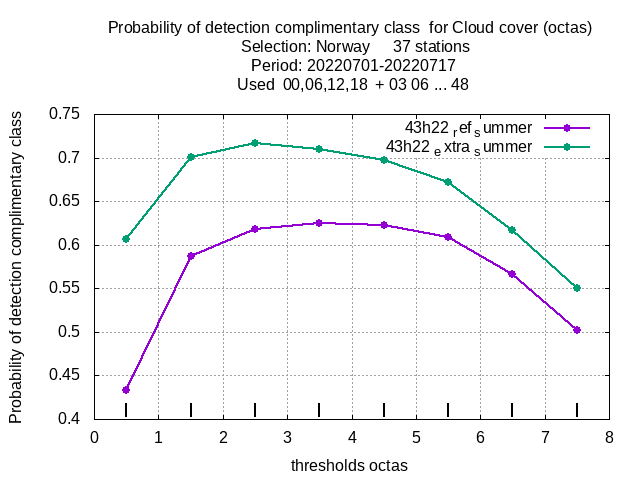 Probability of detection complimentary class for Cloud cover (octas)
Selection: Norway 37 stations
Period: 20220701-20220717
Used 00,06,12,18 + 03 06 ... 48
Probability of detection complimentary class
0.75
0.7
0.65
0.6
0.55
0.5
0.45
0.4
43h22 ref summer
43h22 extra summer
0 1 2 3 4 5 6 7 8
thresholds octas